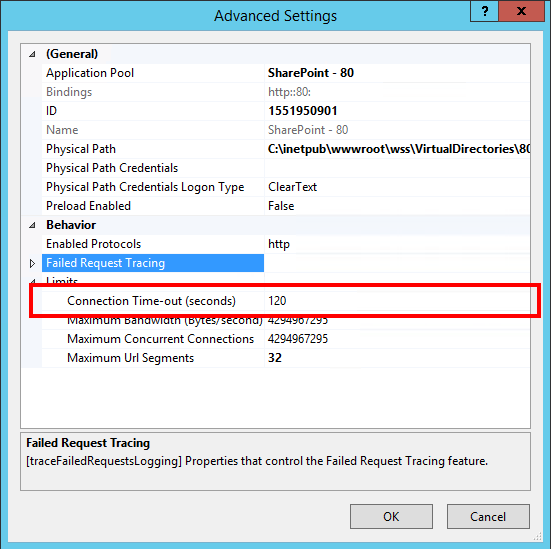 Advanced Settings
? x
(General)
Application Pool SharePoint - 80
Bindings http::80:
ID 1551950901
Name SharePoint - 80
Physical Path C:\inetpub\wwwroot\wss\VirtualDirectories\80
Physical Path Credentials
Physical Path Credentials Logon Type ClearText
Preload Enabled False
Behavior
Enabled Protocols http
Failed Request Tracing
Limits
Connection Time-out (seconds) 120
Maximum Bandwidth (Bytes/second) 4294967295
Maximum Concurrent Connections 4294967295
Maximum Url Segments 32
Failed Request Tracing
[traceFailedRequestsLogging] Properties that control the Failed Request Tracing feature.
OK Cancel